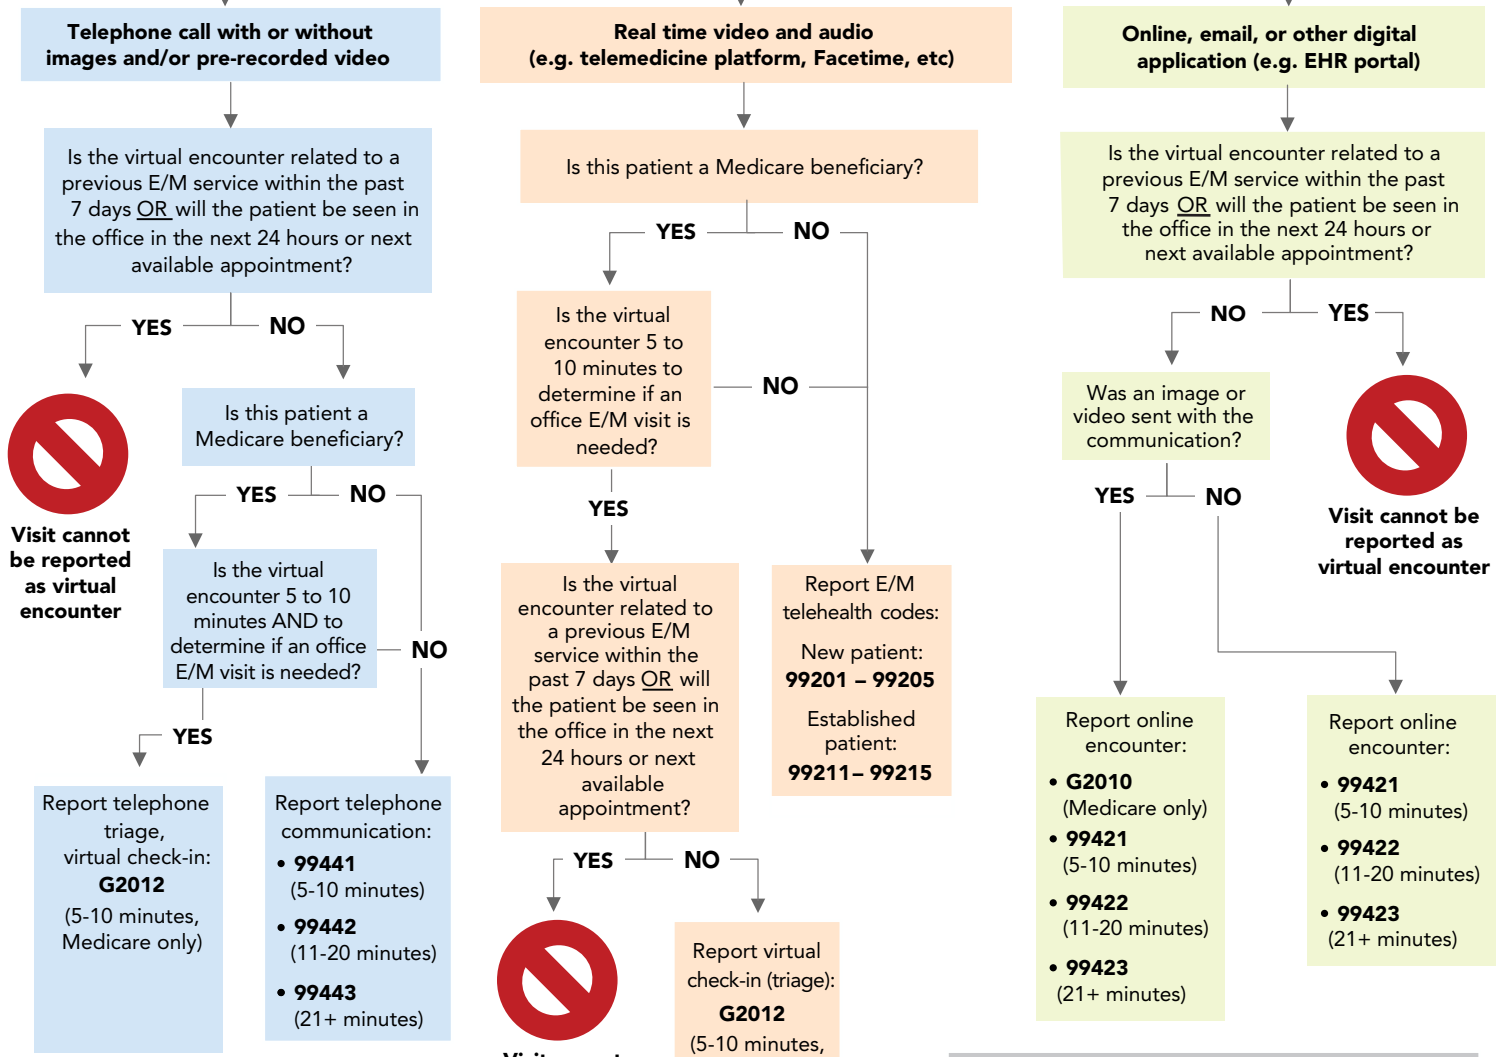 Telephone call with or without
images and/or pre-recorded video
Is the virtual encounter related to a
previous E/M service within the past
7 days OR will the patient be seen in
the office in the next 24 hours or next
available appointment?
YES
NO
Visit cannot
be reported
as virtual
encounter
Is this patient a
Medicare beneficiary?
YES
NO
Is the virtual
encounter 5 to 10
minutes AND to
determine if an office
E/M visit is needed?
NO
YES
Report telephone
triage,
virtual check-in:
G2012
(5-10 minutes,
Medicare only)
Report telephone
communication:
• 99441
(5-10 minutes)
• 99442
(11-20 minutes)
• 99443
(21+ minutes)
Real time video and audio
(e.g. telemedicine platform, Facetime, etc)
Is this patient a Medicare beneficiary?
YES
NO
Is the virtual
encounter 5 to
10 minutes to
determine if an
office E/M visit is
needed?
NO
YES
Is the virtual
encounter related to
a previous E/M
service within the
past 7 days OR will
the patient be seen in
the office in the next
24 hours or next
available
appointment?
Report E/M
telehealth codes:
New patient:
99201 – 99205
Established
patient:
99211– 99215
YES
NO
Report virtual
check-in (triage):
G2012
(5-10 minutes,
Online, email, or other digital
application (e.g. EHR portal)
Is the virtual encounter related to a
previous E/M service within the past
7 days OR will the patient be seen in
the office in the next 24 hours or
next available appointment?
NO
YES
Was an image or
video sent with the
communication?
Visit cannot be
reported as
virtual encounter
YES
NO
Report online
encounter:
• G2010
(Medicare only)
• 99421
(5-10 minutes)
• 99422
(11-20 minutes)
• 99423
(21+ minutes)
Report online
encounter:
• 99421
(5-10 minutes)
• 99422
(11-20 minutes)
• 99423
(21+ minutes)